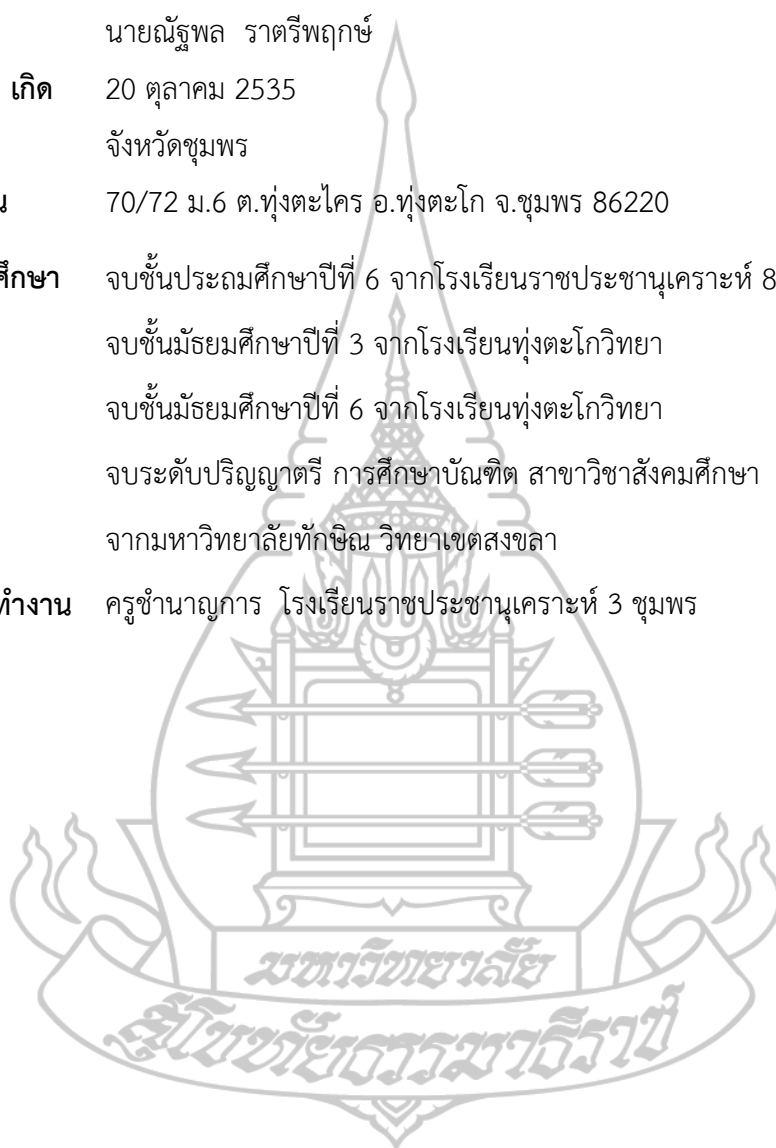 นายณัฐพล ราตรีพฤกษ์
เกิด 20 ตุลาคม 2535
จังหวัดชุมพร
น 70/72 ม.6 ต.ทุ่งตะไคร อ.ทุ่งตะโก จ.ชุมพร 86220
ศึกษา จบชั้นประถมศึกษาปีที่ 6 จากโรงเรียนราชประชานุเคราะห์ 8
จบชั้นมัธยมศึกษาปีที่ 3 จากโรงเรียนทุ่งตะโกวิทยา
จบชั้นมัธยมศึกษาปีที่ 6 จากโรงเรียนทุ่งตะโกวิทยา
จบระดับปริญญาตรี การศึกษาบัณฑิต สาขาวิชาสังคมศึกษา
จากมหาวิทยาลัยทักษิณ วิทยาเขตสงขลา
ทำงาน ครูชำนาญการ โรงเรียนราชประชานุเคราะห์ 3 ชุมพร
มหาวิทยาลัย
สุโขทัยธรรมาธิราช